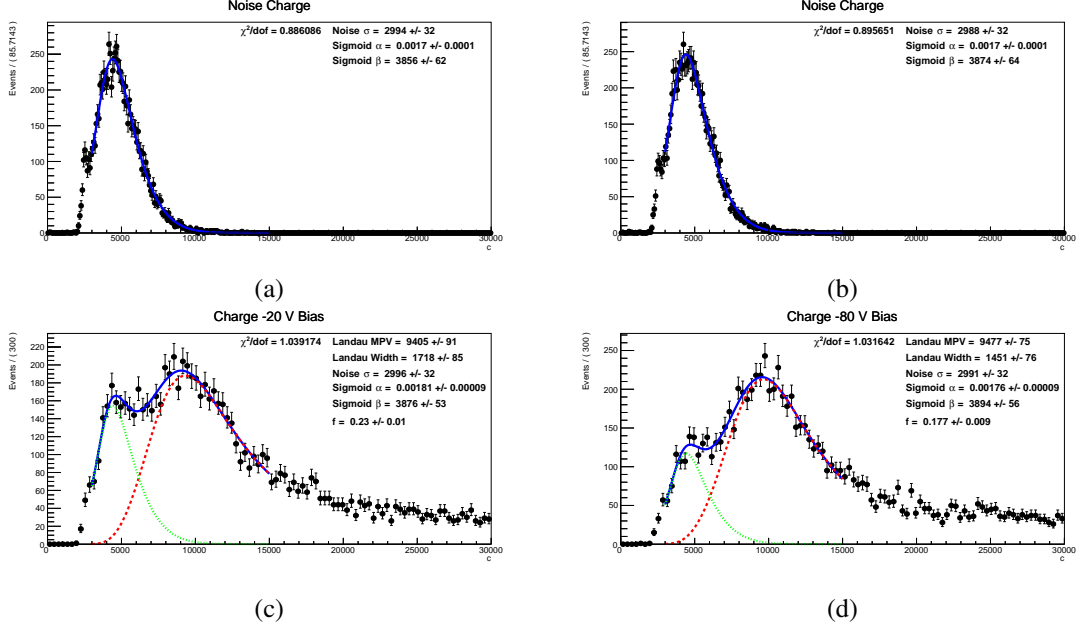 Noise Charge
Events / ( 85.7143 )
χ²/dof = 0.886086
Noise σ = 2994 +/- 32
Sigmoid α = 0.0017 +/- 0.0001
Sigmoid β = 3856 +/- 62
250
200
150
100
50
0
0 5000 10000 15000 20000 25000 30000
c
(a)
Noise Charge
Events / ( 85.7143 )
χ²/dof = 0.895651
Noise σ = 2988 +/- 32
Sigmoid α = 0.0017 +/- 0.0001
Sigmoid β = 3874 +/- 64
250
200
150
100
50
0
0 5000 10000 15000 20000 25000 30000
c
(b)
Charge -20 V Bias
Events / ( 300 )
χ²/dof = 1.039174
Landau MPV = 9405 +/- 91
Landau Width = 1718 +/- 85
Noise σ = 2996 +/- 32
Sigmoid α = 0.00181 +/- 0.00009
Sigmoid β = 3876 +/- 53
f = 0.23 +/- 0.01
220
200
180
160
140
120
100
80
60
40
20
0
0 5000 10000 15000 20000 25000 30000
c
(c)
Charge -80 V Bias
Events / ( 300 )
χ²/dof = 1.031642
Landau MPV = 9477 +/- 75
Landau Width = 1451 +/- 76
Noise σ = 2991 +/- 32
Sigmoid α = 0.00176 +/- 0.00009
Sigmoid β = 3894 +/- 56
f = 0.177 +/- 0.009
250
200
150
100
50
0
0 5000 10000 15000 20000 25000 30000
c
(d)